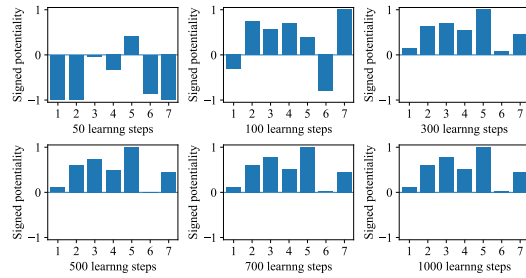 Signed potentiality
1
0
−1
1 2 3 4 5 6 7
50 learnng steps
Signed potentiality
1
0
−1
1 2 3 4 5 6 7
100 learnng steps
Signed potentiality
1
0
−1
1 2 3 4 5 6 7
300 learnng steps
Signed potentiality
1
0
−1
1 2 3 4 5 6 7
500 learnng steps
Signed potentiality
1
0
−1
1 2 3 4 5 6 7
700 learnng steps
Signed potentiality
1
0
−1
1 2 3 4 5 6 7
1000 learnng steps